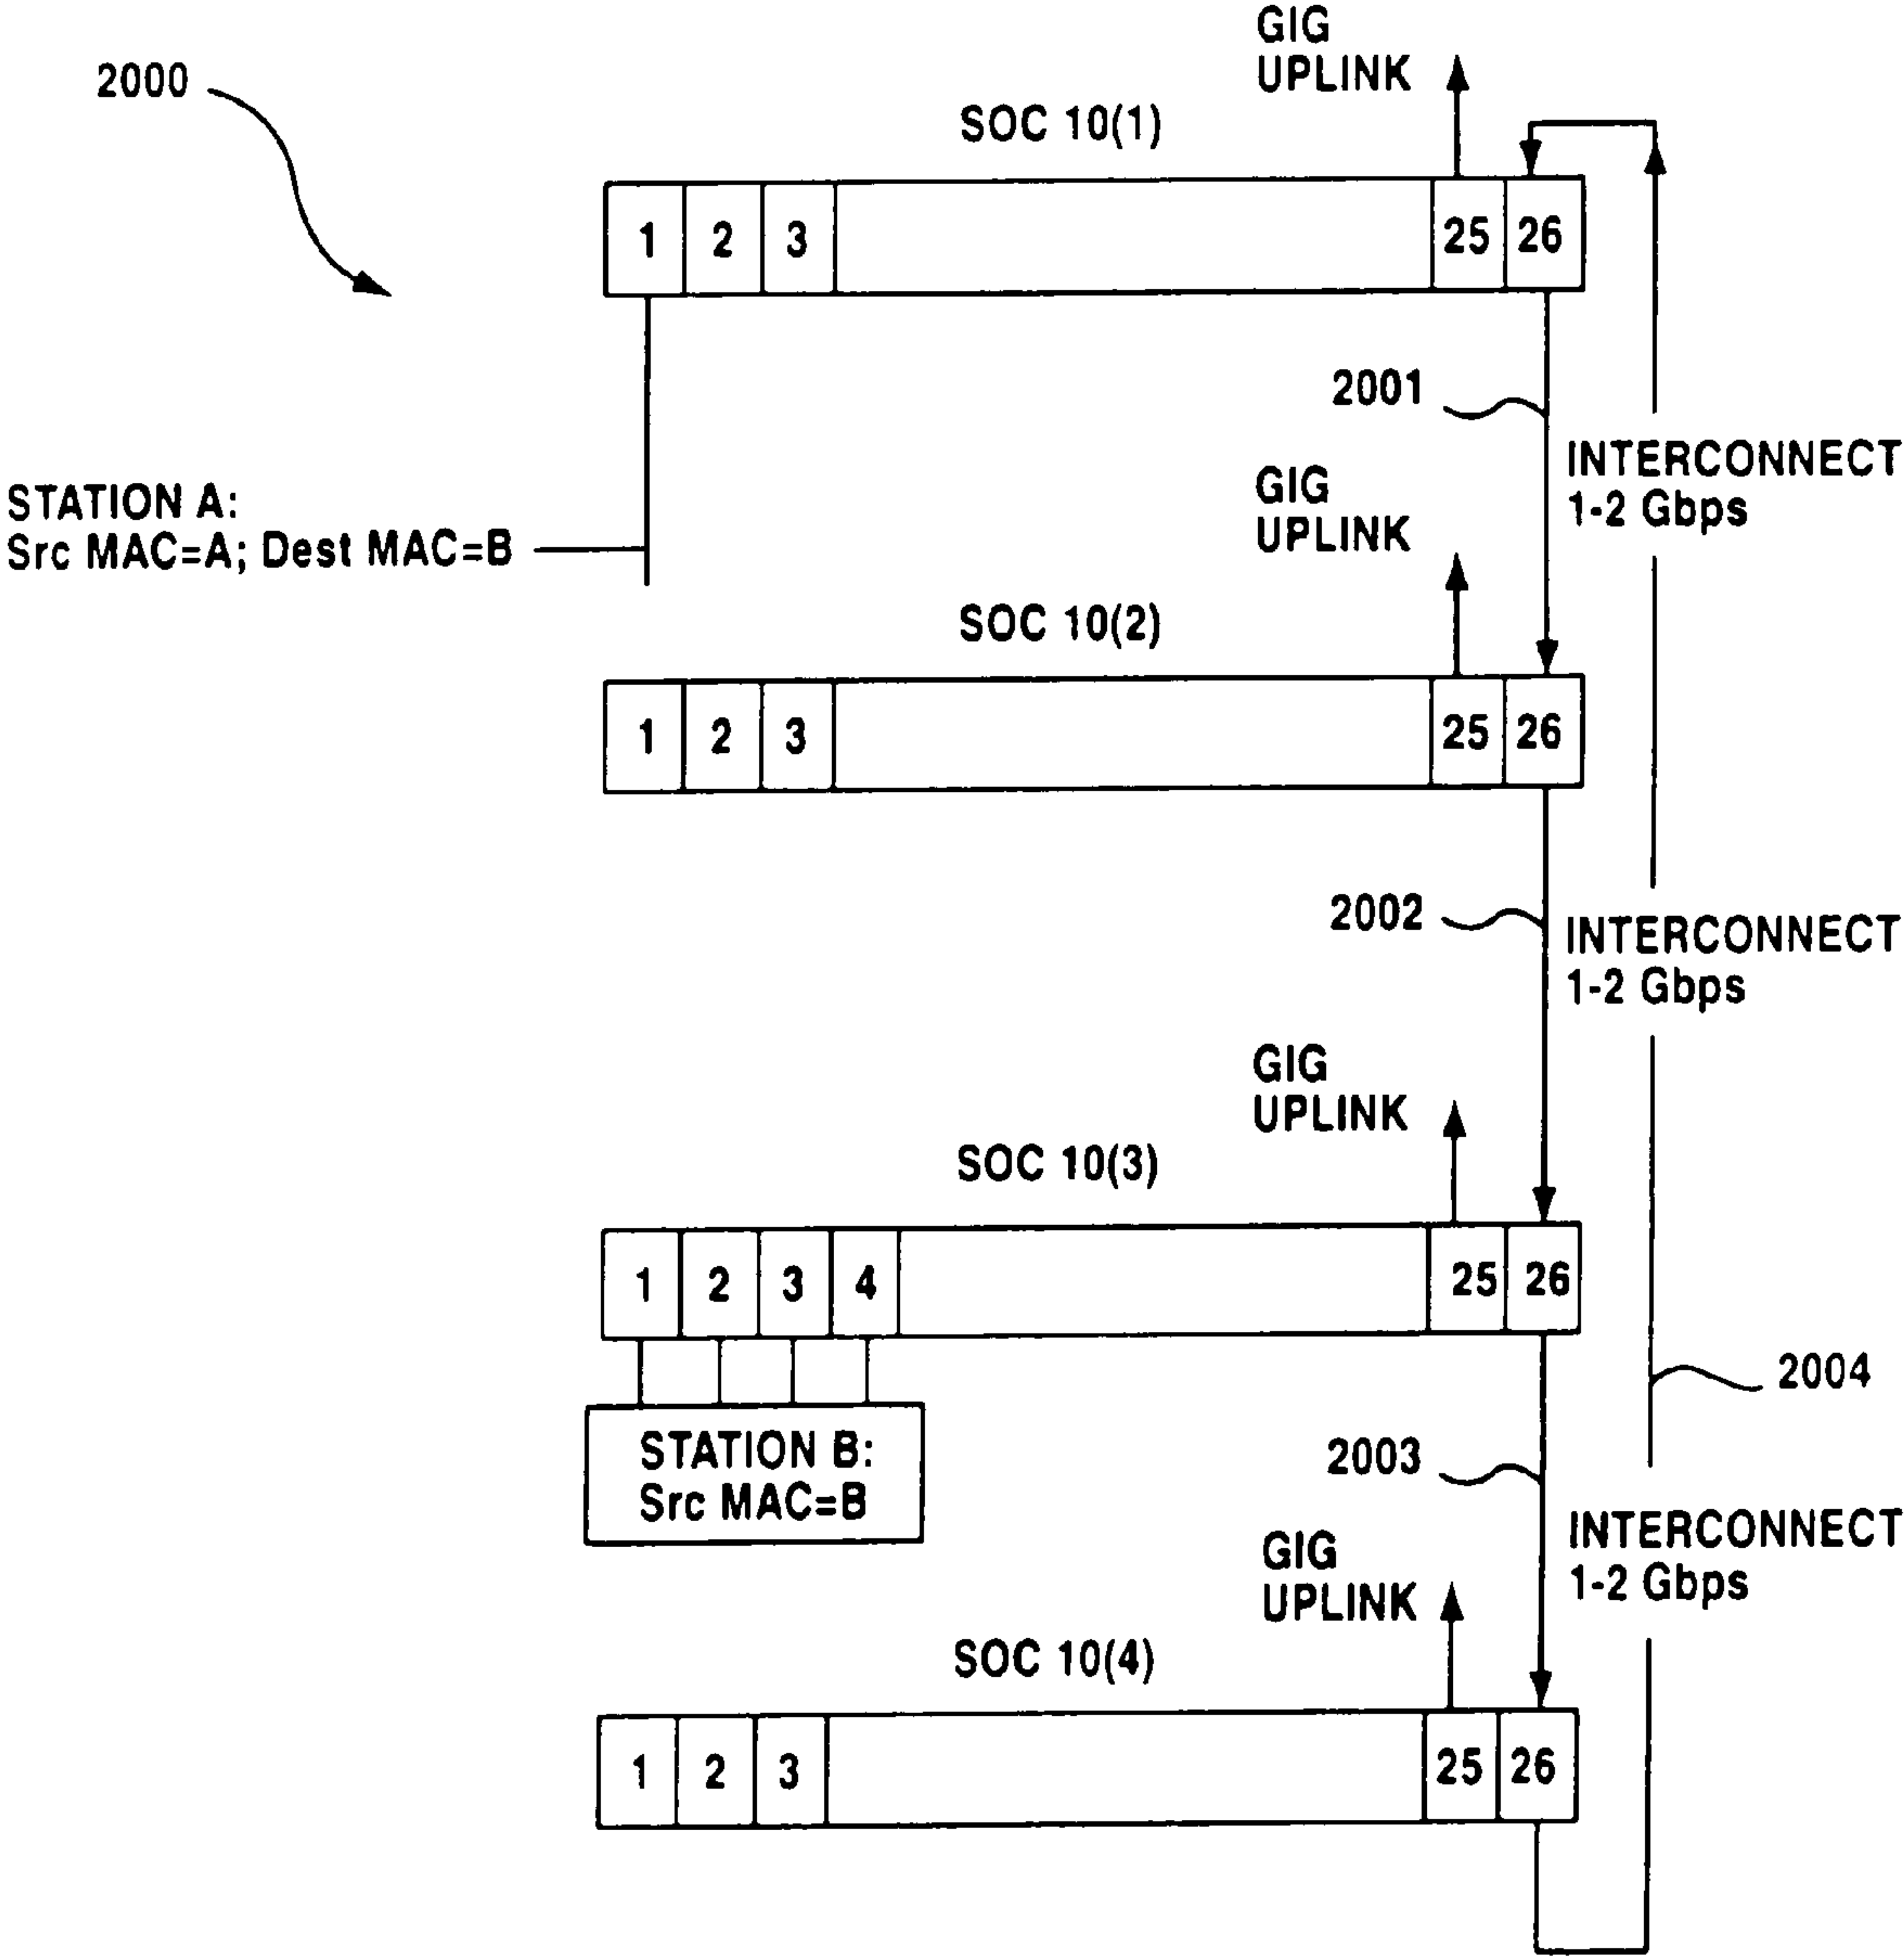 GIG
UPLINK
2000
SOC 10(1)
1 2 3 25 26
2001
INTERCONNECT
1-2 Gbps
STATION A:
Src MAC=A; Dest MAC=B
GIG
UPLINK
SOC 10(2)
1 2 3 25 26
2002
INTERCONNECT
1-2 Gbps
GIG
UPLINK
SOC 10(3)
1 2 3 4 25 26
2004
STATION B:
Src MAC=B
2003
INTERCONNECT
1-2 Gbps
GIG
UPLINK
SOC 10(4)
1 2 3 25 26